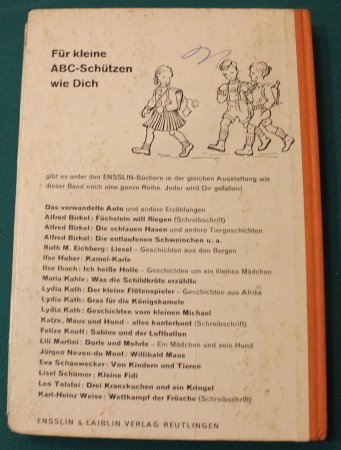 Für kleine
ABC-Schützen
wie Dich
gibt es unter den ENSSLIN-Büchern in der gleichen Ausstattung wie
dieser Band noch eine ganze Reihe. Jeder wird Dir gefallen!
Das verwandelte Auto und andere Erzählungen
Alfred Birkel: Füchslein will fliegen (Schreibschrift)
Alfred Birkel: Die schlauen Hasen und andere Tiergeschichten
Alfred Birkel: Die entlaufenen Schweinchen u. a.
Ruth M. Eichberg: Liesel – Geschichten aus den Bergen
Ilse Huber: Kamel-Karle
Ilse Ibach: Ich heiße Holle – Geschichten um ein kleines Mädchen
Maria Kahle: Was die Schildkröte erzählte
Lydia Kath: Der kleine Flötenspieler – Geschichten aus Afrika
Lydia Kath: Gras für die Königskamele
Lydia Kath: Geschichten vom kleinen Michael
Katze, Maus und Hund – alles kunterbunt (Schreibschrift)
Felize Knott: Sabine und der Luftballon
Lili Martini: Dorle und Mohrle – Ein Mädchen und sein Hund
Jürgen Neven-du Mont: Willibald Maus
Eva Schauwecker: Von Kindern und Tieren
Lisel Schümer: Kleine Fidi
Leo Tolstoi: Drei Kranzkuchen und ein Kringel
Karl-Heinz Weise: Wettkampf der Frösche (Schreibschrift)
ENSSLIN & LAIBLIN VERLAG REUTLINGEN